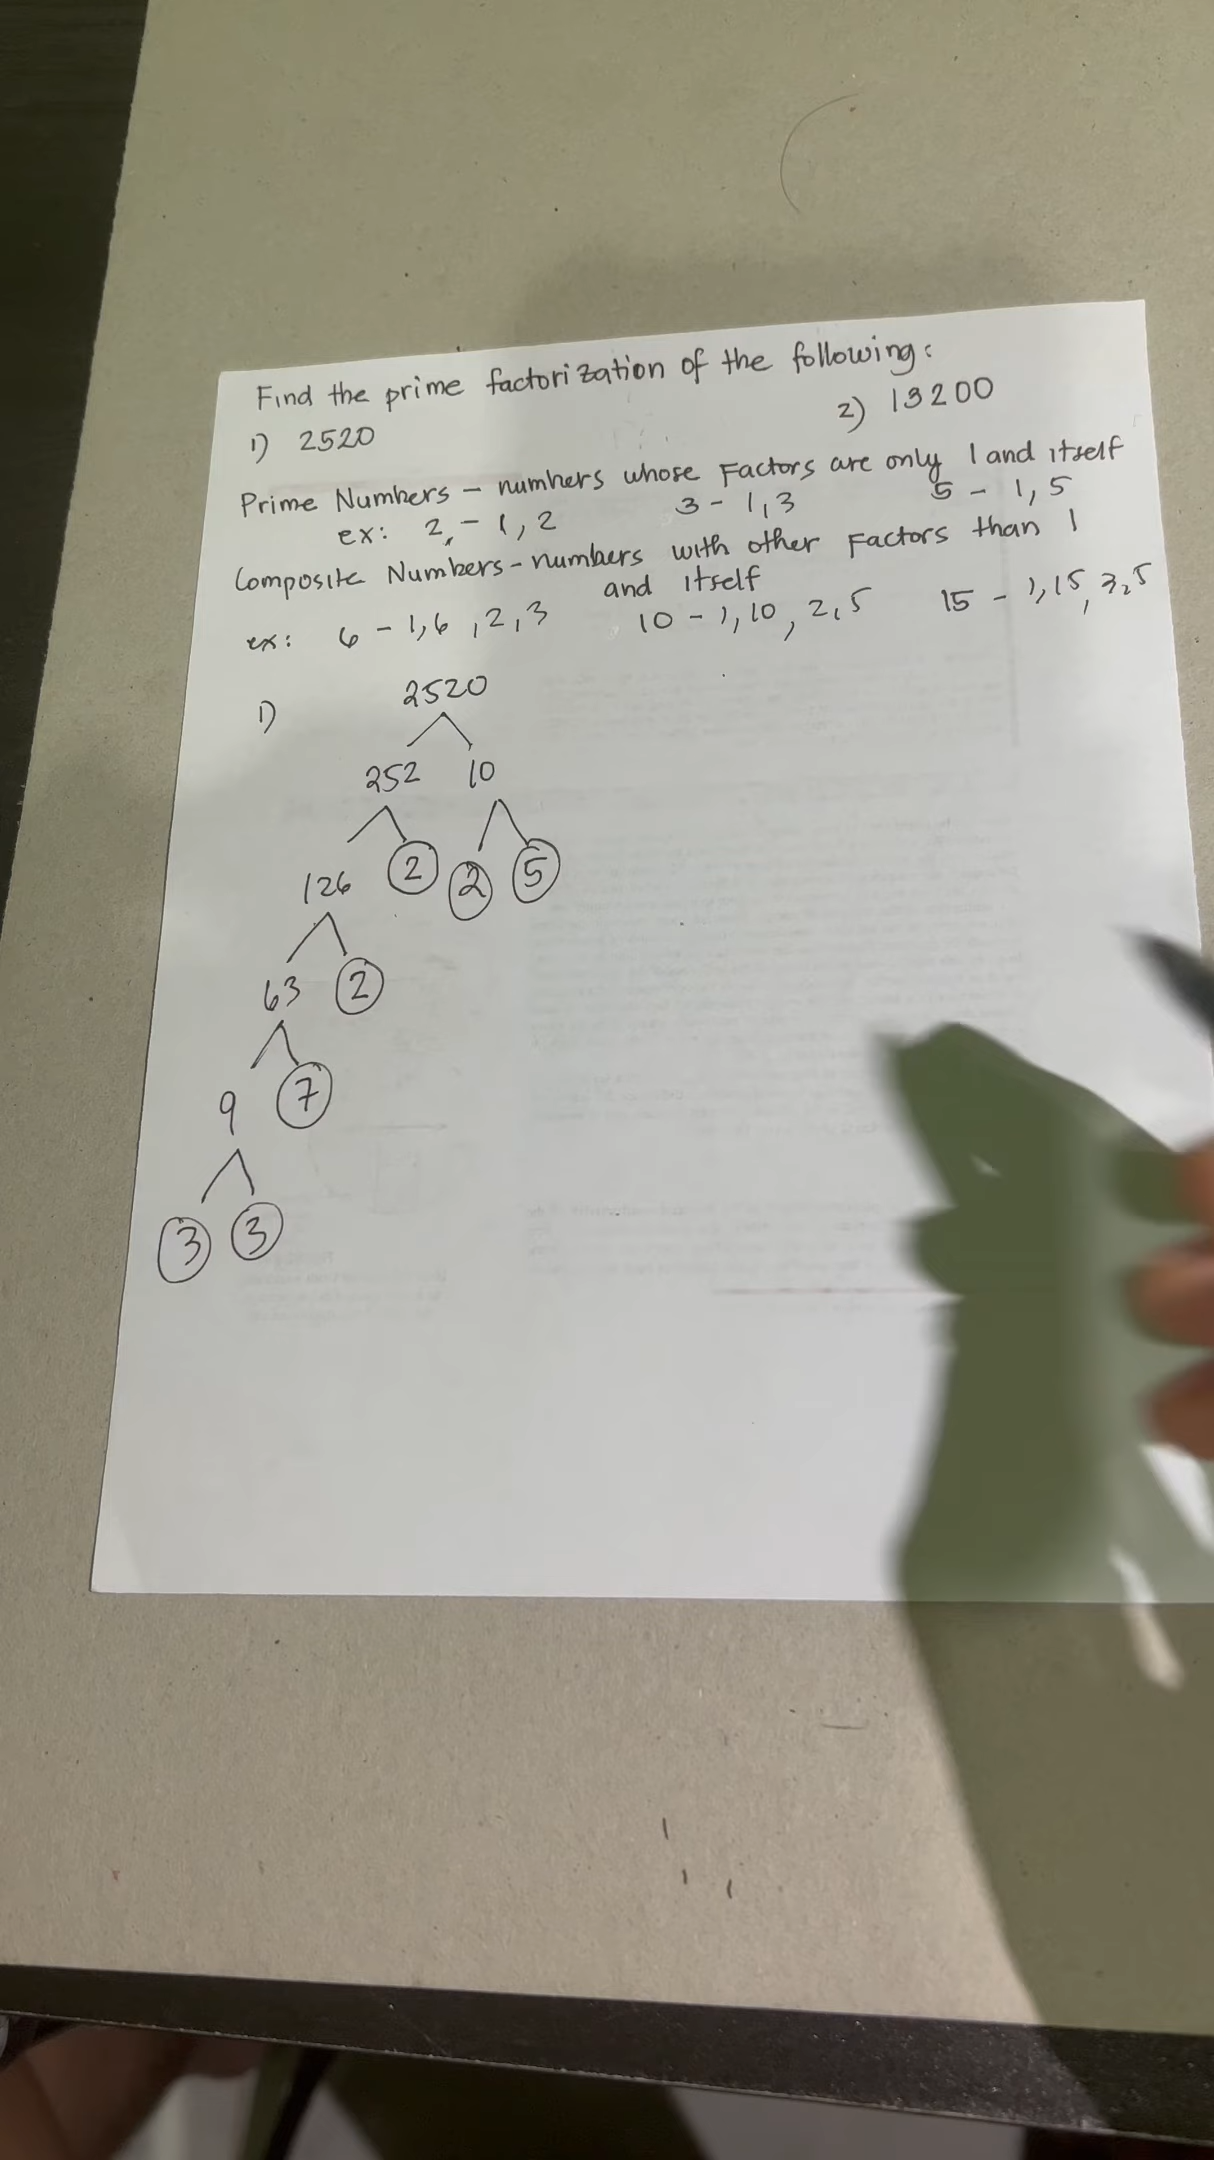 Find the prime factorization of the following:
1) 2520 2) 13200
Prime Numbers - numbers whose Factors are only 1 and itself
ex: 2 - 1, 2 3 - 1, 3 5 - 1, 5
Composite Numbers - numbers with other Factors than 1
and itself
ex: 6 - 1, 6, 2, 3 10 - 1, 10, 2, 5 15 - 1, 15, 3, 5
1) 2520
252 10
126 2 2 5
63 2
9 7
3 3